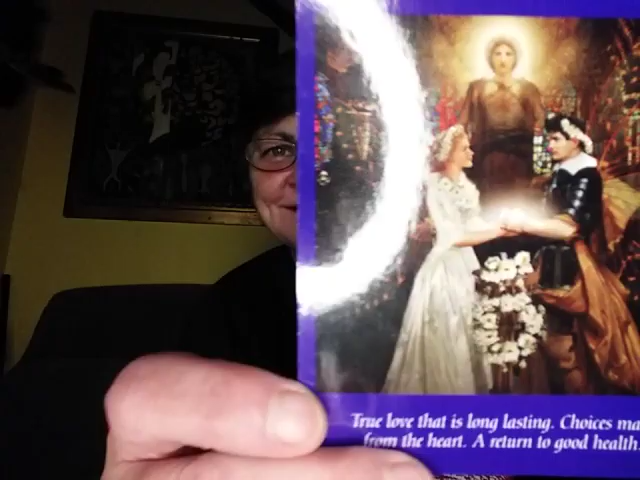 True love that is long lasting. Choices ma
from the heart. A return to good health.